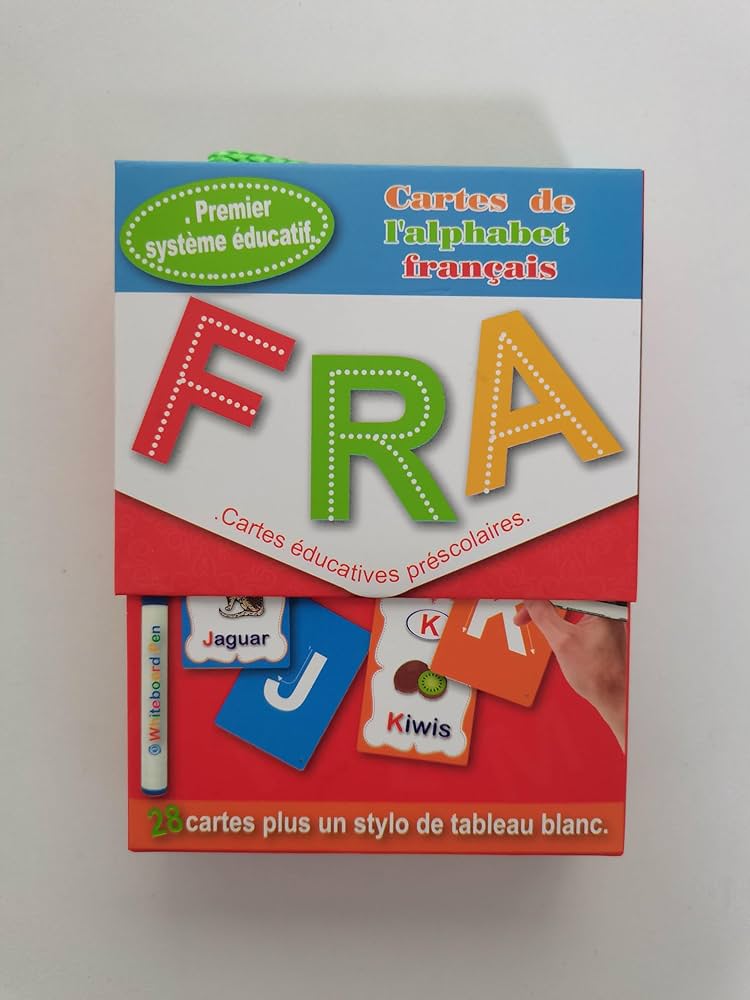 . Premier
système éducatif.
Cartes de
l'alphabet
français
FRA
.Cartes éducatives préscolaires.
Whiteboard Pen
Jaguar
J
K
Kiwis
28 cartes plus un stylo de tableau blanc.